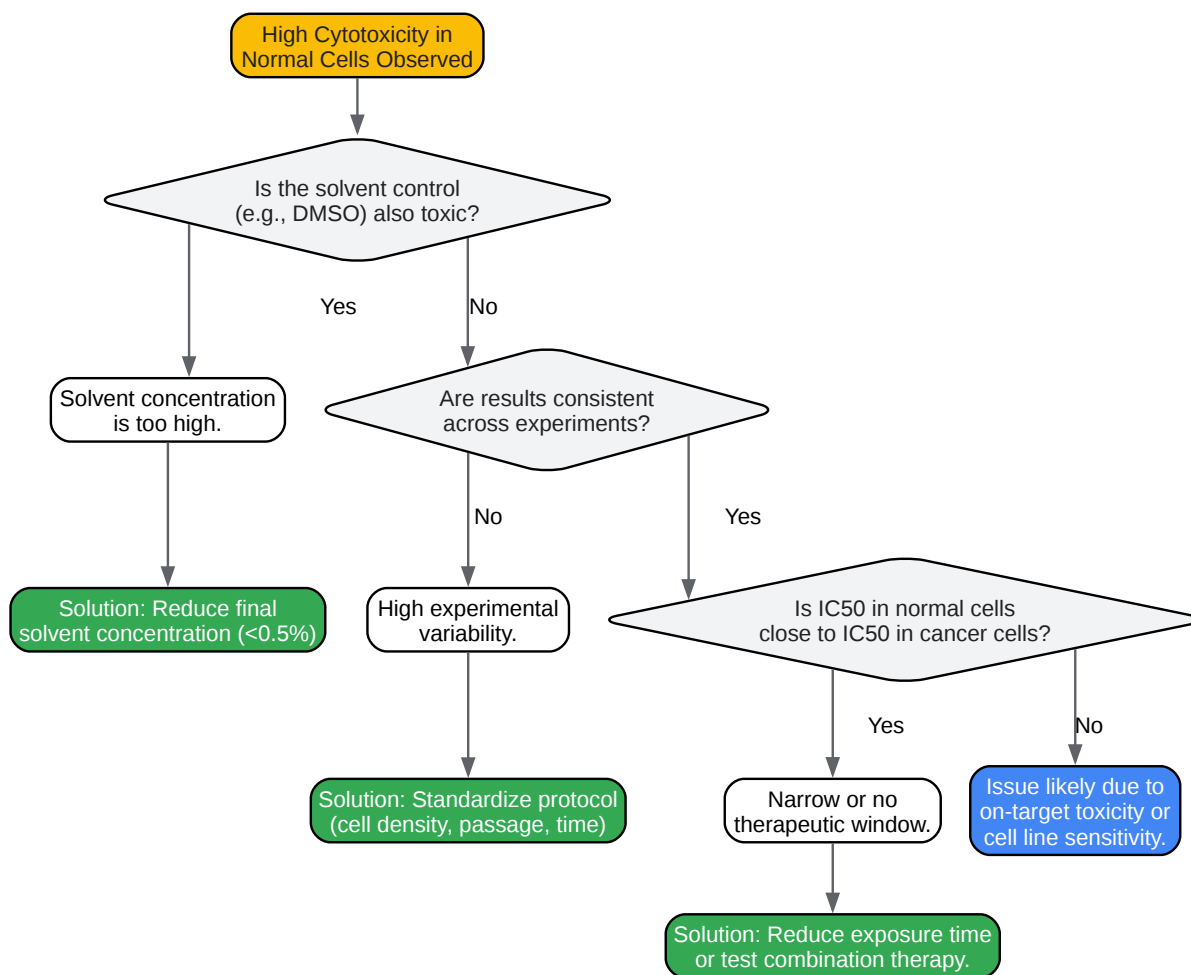 High Cytotoxicity in
Normal Cells Observed
Is the solvent control
(e.g., DMSO) also toxic?
Yes
No
Solvent concentration
is too high.
Are results consistent
across experiments?
No
Yes
Solution: Reduce final
solvent concentration (<0.5%)
High experimental
variability.
Is IC50 in normal cells
close to IC50 in cancer cells?
Yes
No
Solution: Standardize protocol
(cell density, passage, time)
Narrow or no
therapeutic window.
Issue likely due to
on-target toxicity or
cell line sensitivity.
Solution: Reduce exposure time
or test combination therapy.